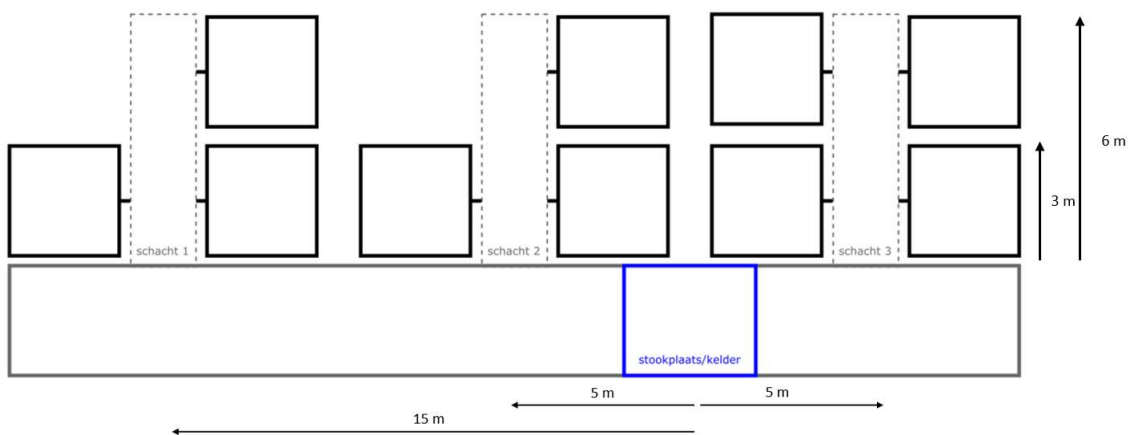 6 m
3 m
schacht 1
schacht 2
schacht 3
stookplaats/kelder
5 m
5 m
15 m